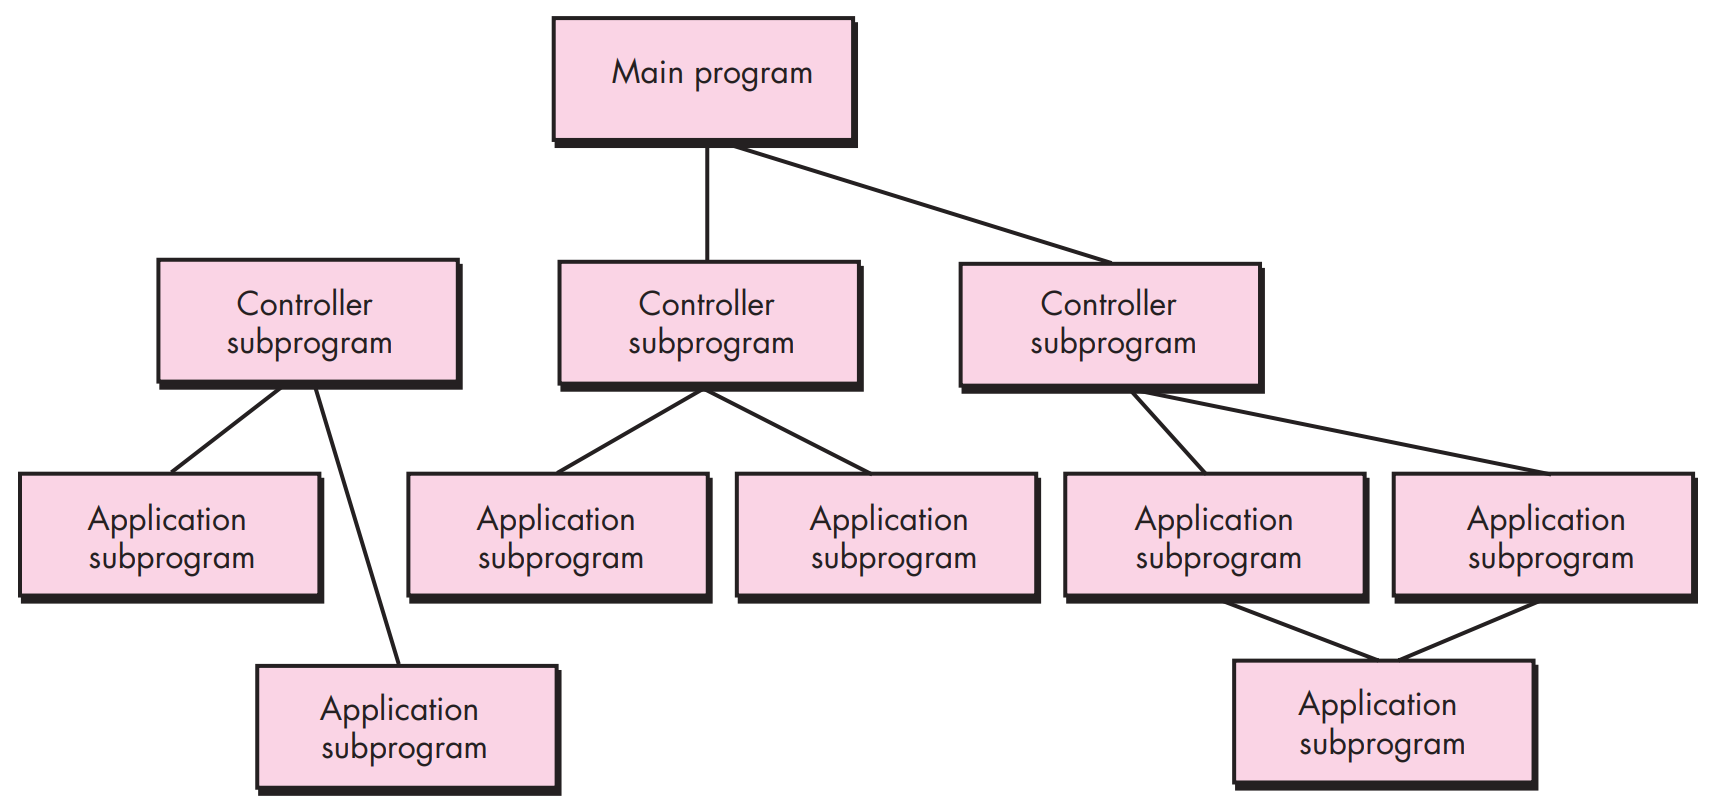 Main program
Controller
subprogram
Controller
subprogram
Controller
subprogram
Application
subprogram
Application
subprogram
Application
subprogram
Application
subprogram
Application
subprogram
Application
subprogram
Application
subprogram